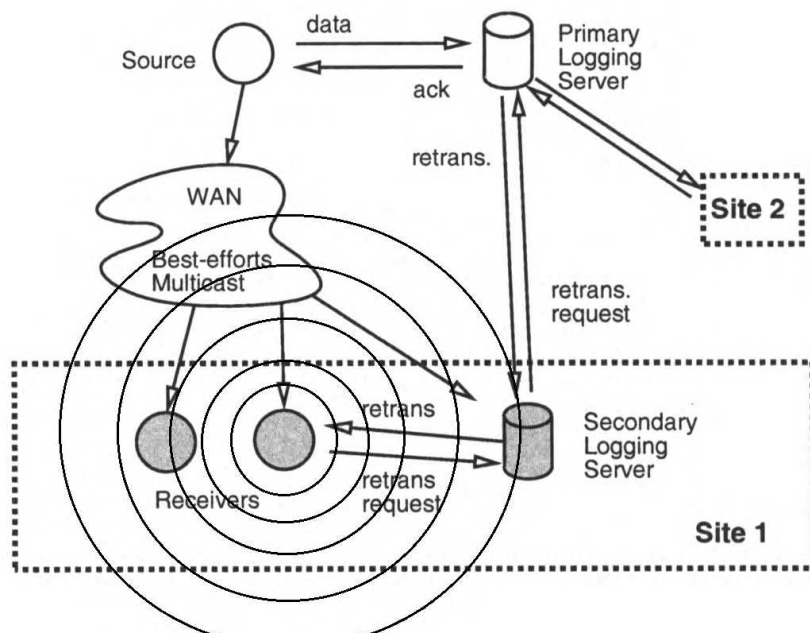 data
Source
Primary
Logging
Server
ack
retrans.
WAN
Site 2
Best-efforts
Multicast
retrans.
request
retrans
Secondary
Logging
Server
Receivers
retrans
request
Site 1